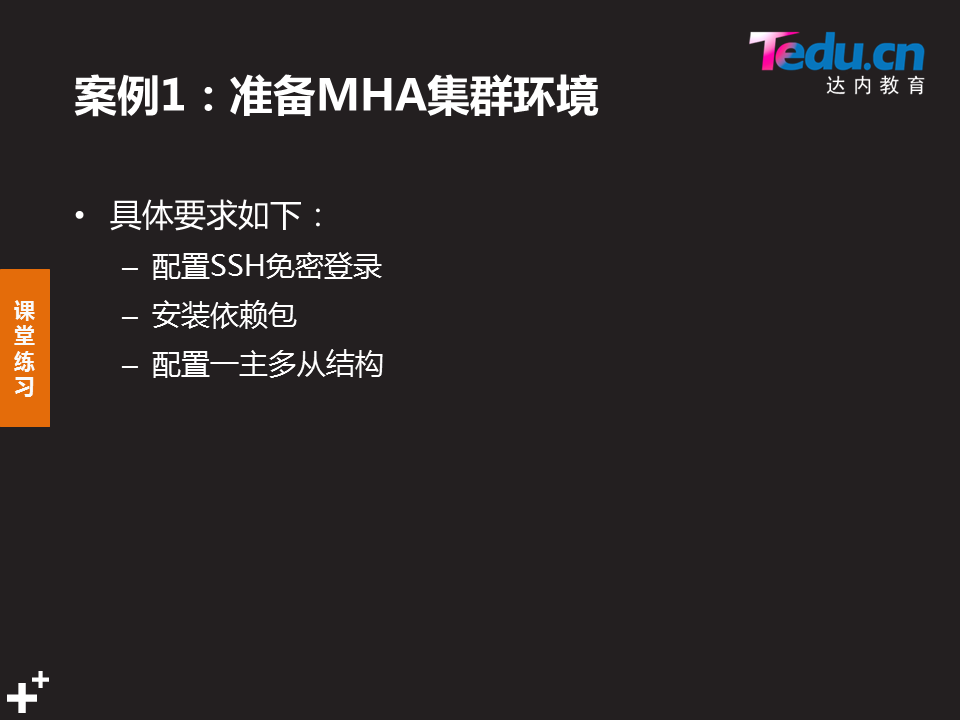 Tedu.cn
达内教育
案例1：准备MHA集群环境
• 具体要求如下：
– 配置SSH免密登录
– 安装依赖包
– 配置一主多从结构
课
堂
练
习